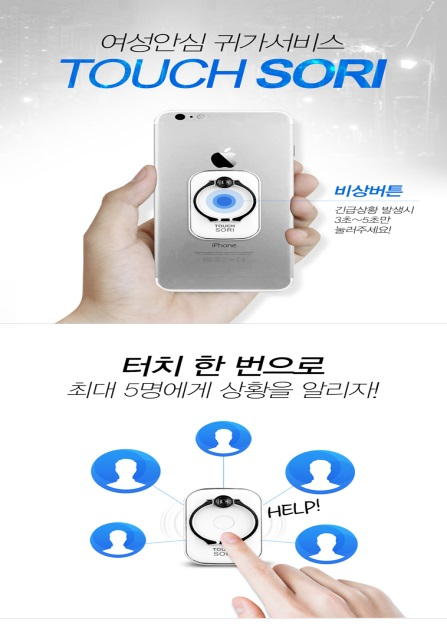 여성안심 귀가서비스
TOUCH SORI
비상버튼
긴급상황 발생시
3초~5초만
눌러주세요!
TOUCH
SORI
iPhone
터치 한 번으로
최대 5명에게 상황을 알리자!
HELP!
TOUCH
SORI